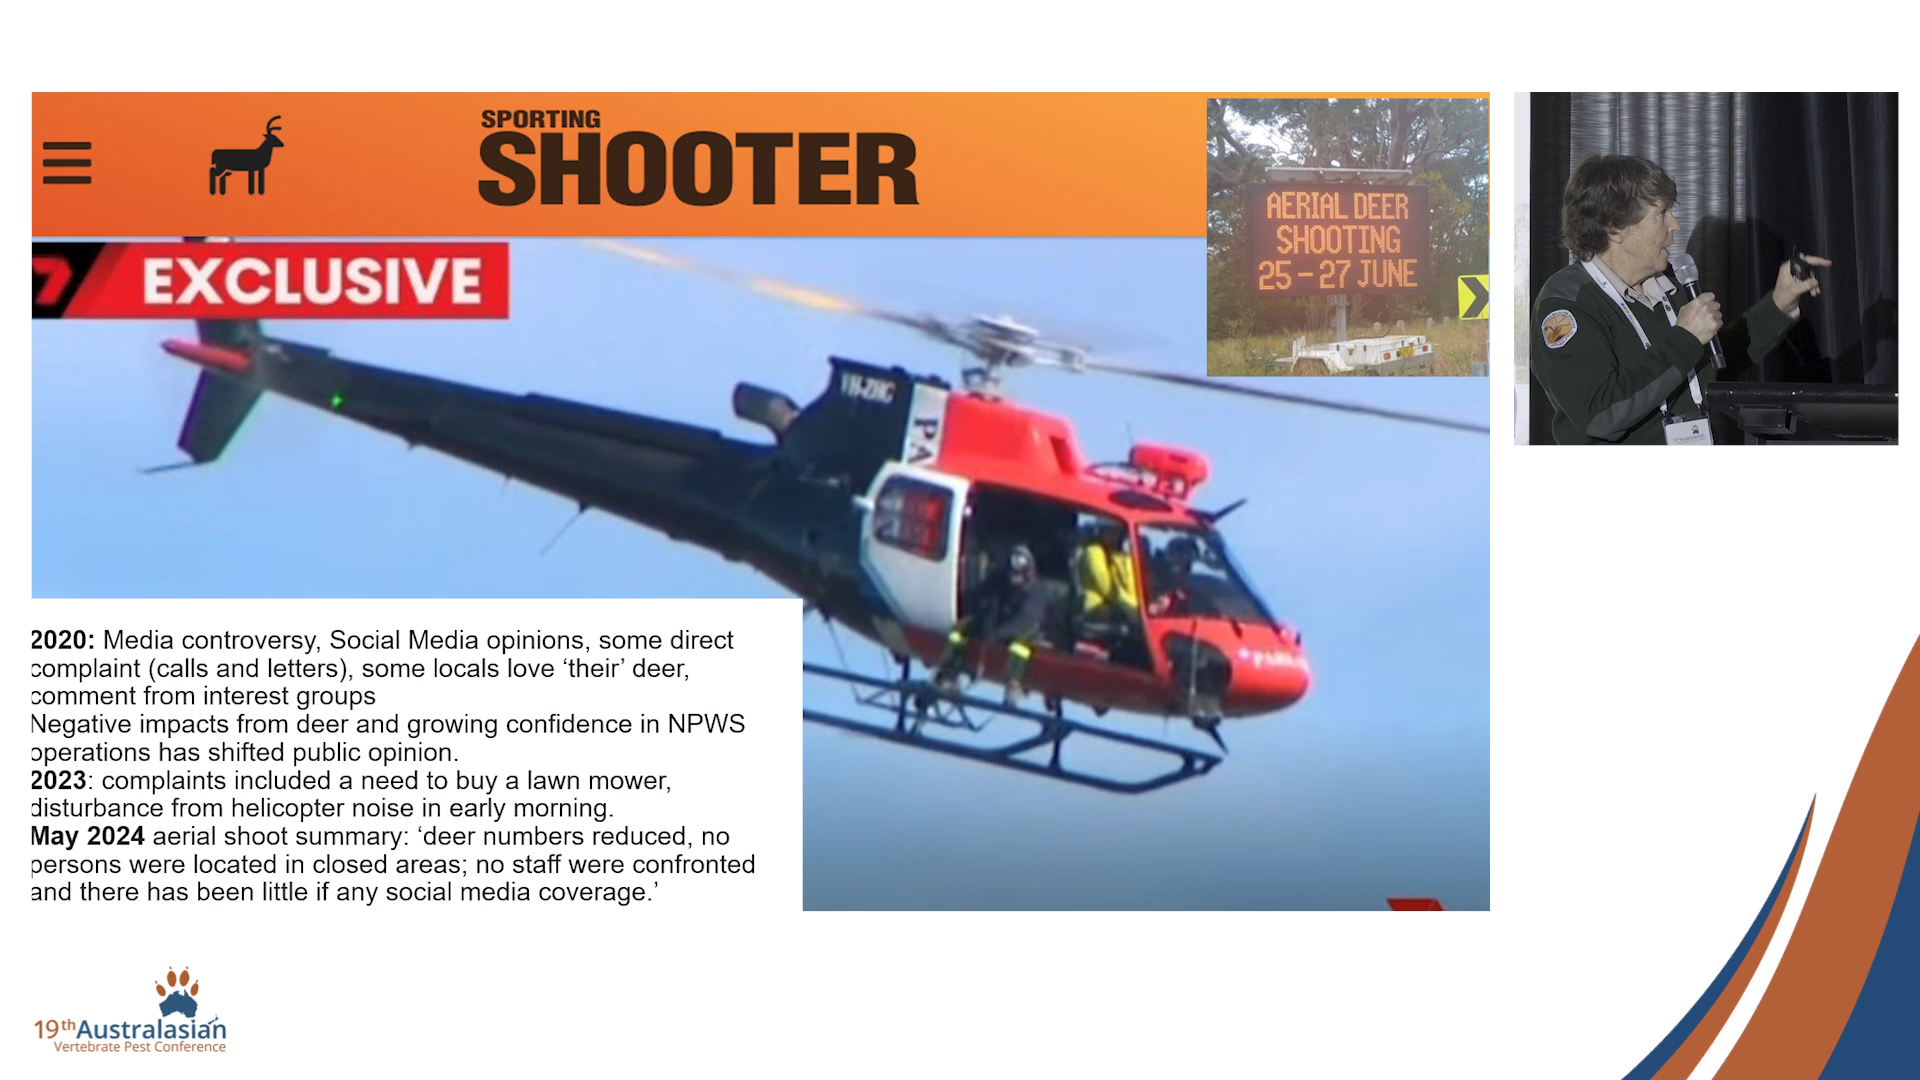 SPORTING
SHOOTER
AERIAL DEER
SHOOTING
25-27 JUNE
7 EXCLUSIVE
VH-ZHG
PA
2020: Media controversy, Social Media opinions, some direct
complaint (calls and letters), some locals love ‘their’ deer,
comment from interest groups
Negative impacts from deer and growing confidence in NPWS
operations has shifted public opinion.
2023: complaints included a need to buy a lawn mower,
disturbance from helicopter noise in early morning.
May 2024 aerial shoot summary: ‘deer numbers reduced, no
persons were located in closed areas; no staff were confronted
and there has been little if any social media coverage.’
19th Australasian
Vertebrate Pest Conference